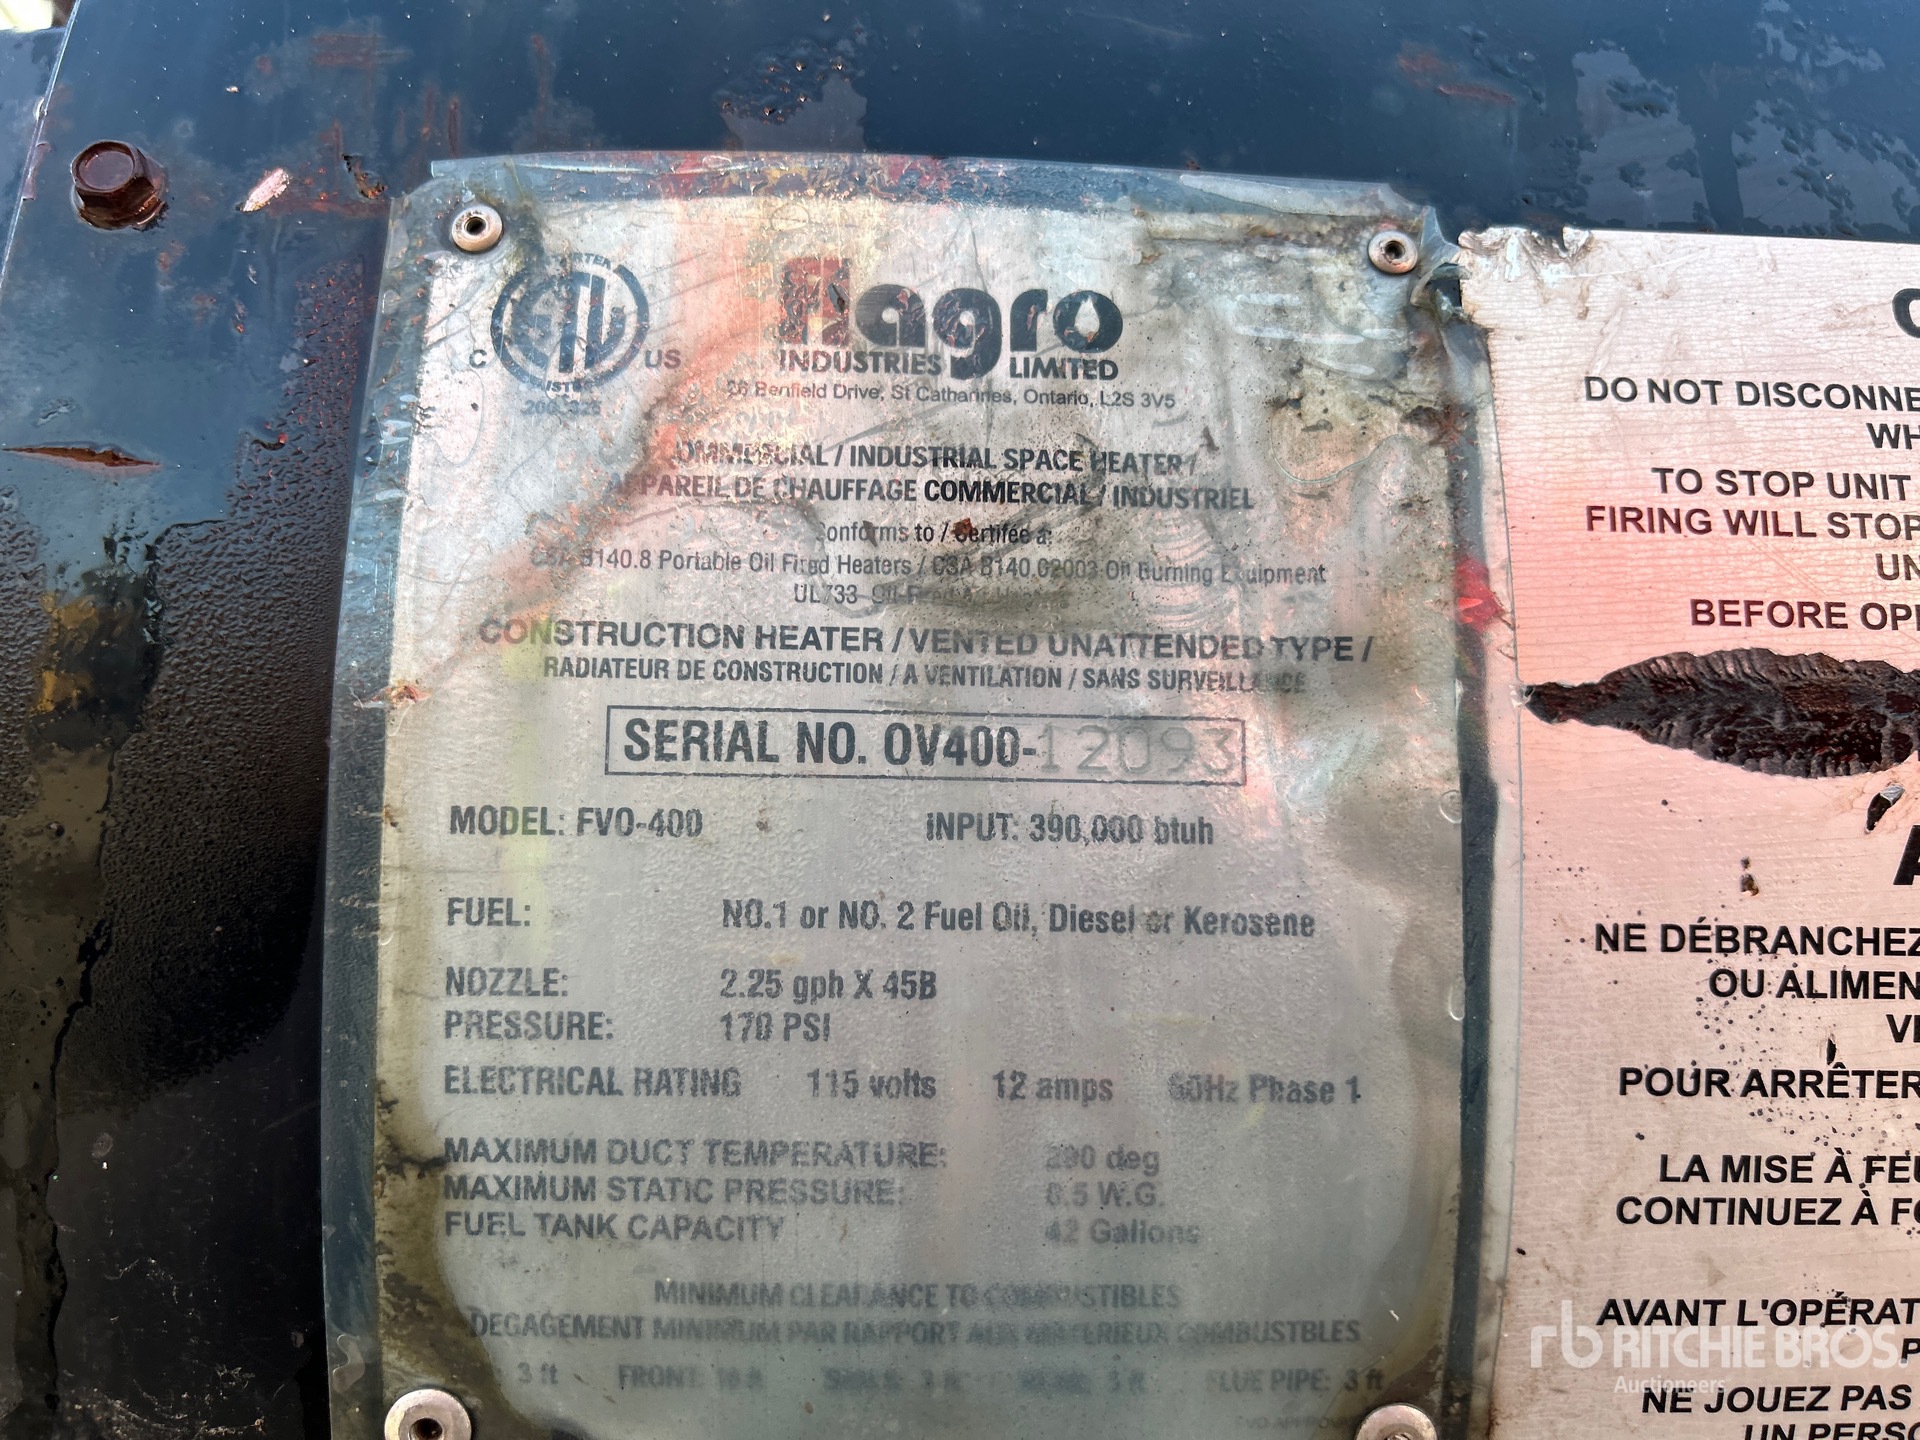 C ETL US
flagro
INDUSTRIES LIMITED
Benfield Drive, St Catharines, Ontario, L2S 3V5
COMMERCIAL / INDUSTRIAL SPACE HEATER /
APPAREIL DE CHAUFFAGE COMMERCIAL / INDUSTRIEL
Conforms to / Certifée a:
CSA B140.8 Portable Oil Fired Heaters / CSA B140.02003 Oil Burning Equipment
UL733
CONSTRUCTION HEATER / VENTED UNATTENDED TYPE /
RADIATEUR DE CONSTRUCTION / A VENTILATION / SANS SURVEILLANCE
SERIAL NO. OV400-12093
MODEL: FVO-400 INPUT: 390,000 btuh
FUEL: NO.1 or NO. 2 Fuel Oil, Diesel or Kerosene
NOZZLE: 2.25 gph X 45B
PRESSURE: 170 PSI
ELECTRICAL RATING 115 volts 12 amps 60Hz Phase 1
MAXIMUM DUCT TEMPERATURE: deg
MAXIMUM STATIC PRESSURE: W.G.
FUEL TANK CAPACITY 42 Gallons
MINIMUM CLEARANCE TO COMBUSTIBLES
DEGAGEMENT MINIMUM PAR RAPPORT AUX MATERIEUX COMBUSTBLES
3 ft FRONT: FLUE PIPE: 3 ft
DO NOT DISCONNE
WH
TO STOP UNIT
FIRING WILL STOP
UN
BEFORE OPE
NE DÉBRANCHEZ
OU ALIMEN
POUR ARRÊTER
LA MISE À FEU
CONTINUEZ À FO
AVANT L'OPÉRAT
NE JOUEZ PAS
UN PERSO
rb RITCHIE BROS.
Auctioneers